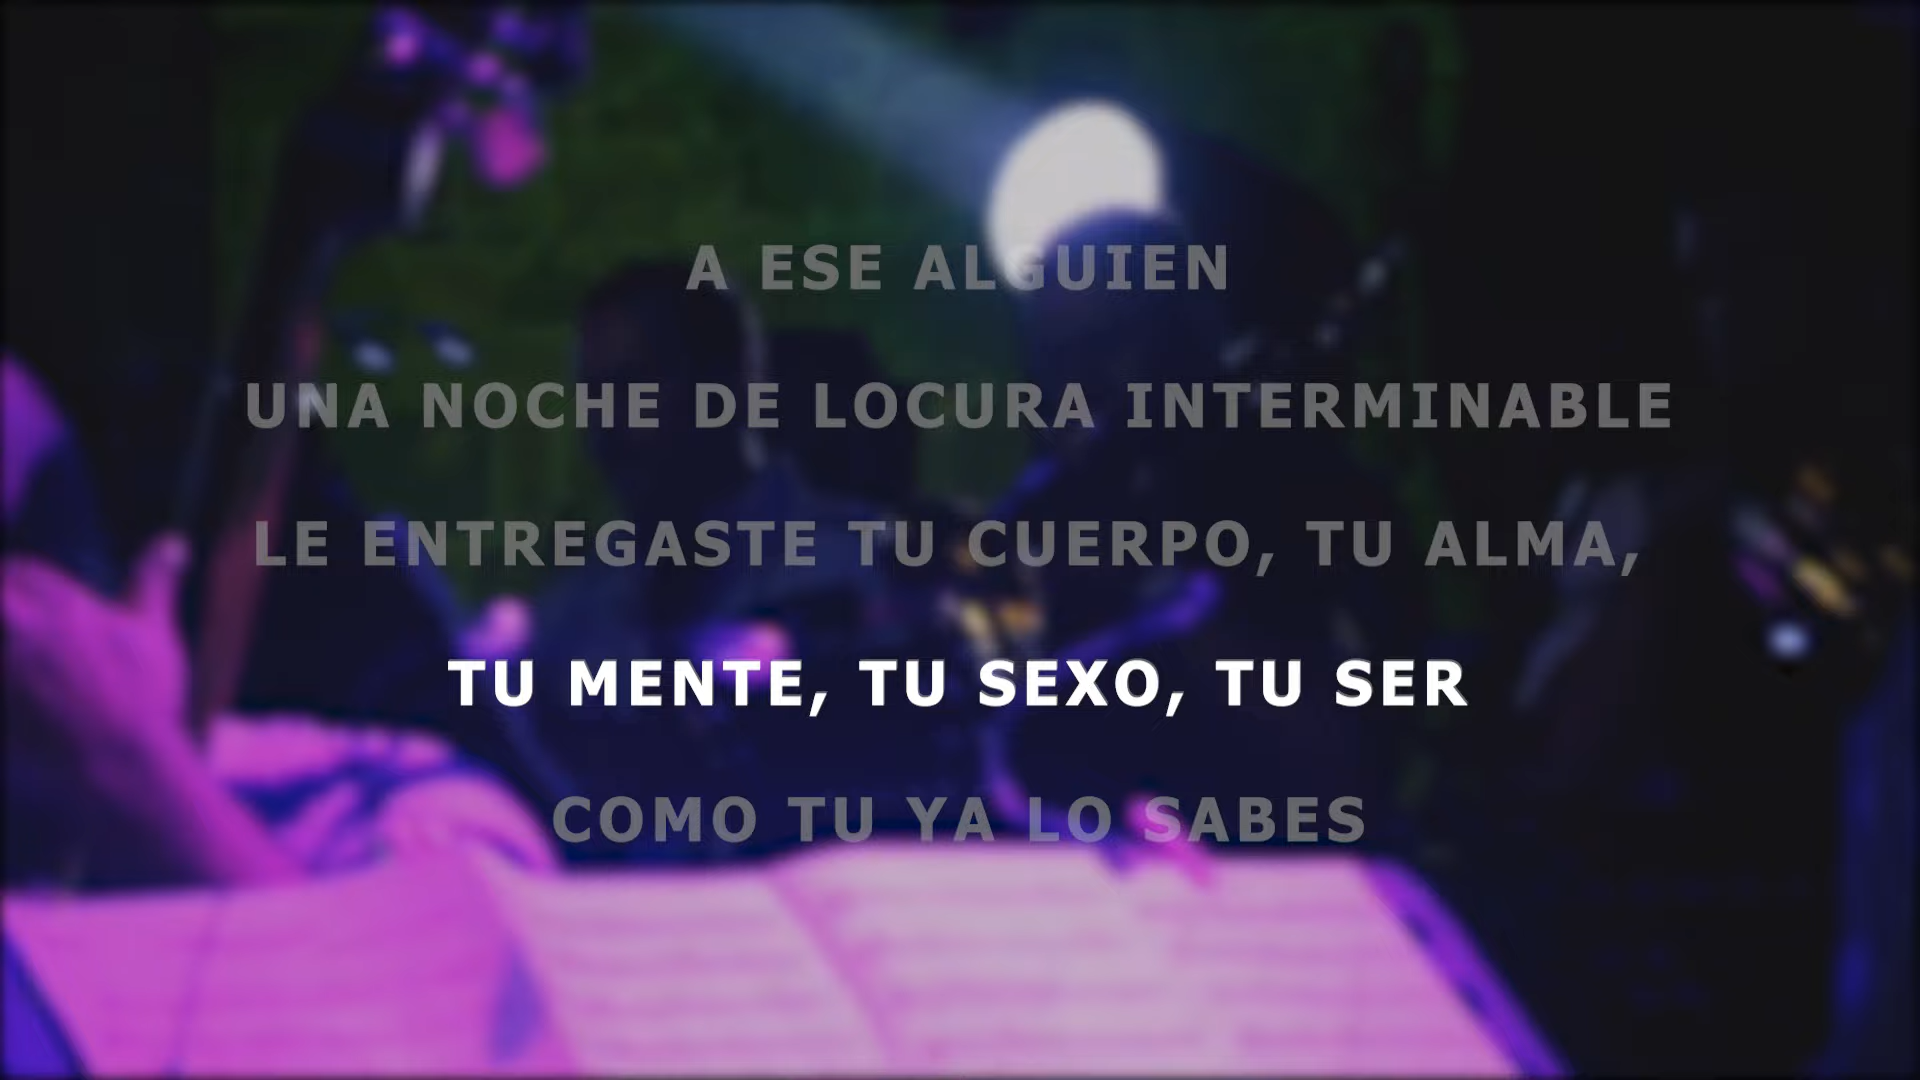 A ESE ALGUIEN
UNA NOCHE DE LOCURA INTERMINABLE
LE ENTREGASTE TU CUERPO, TU ALMA,
TU MENTE, TU SEXO, TU SER
COMO TU YA LO SABES